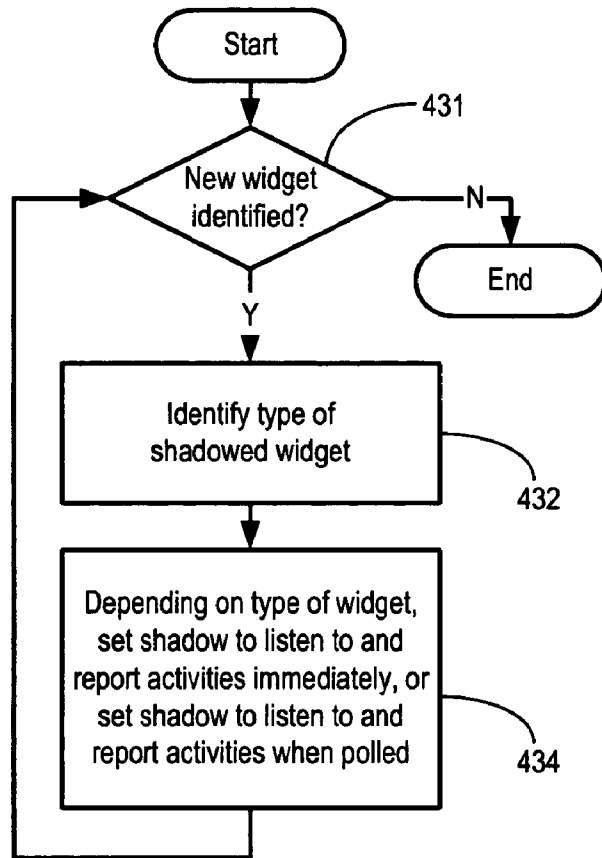 Start
431
New widget
identified?
N
End
Y
Identify type of
shadowed widget
432
Depending on type of widget,
set shadow to listen to and
report activities immediately, or
set shadow to listen to and
report activities when polled
434